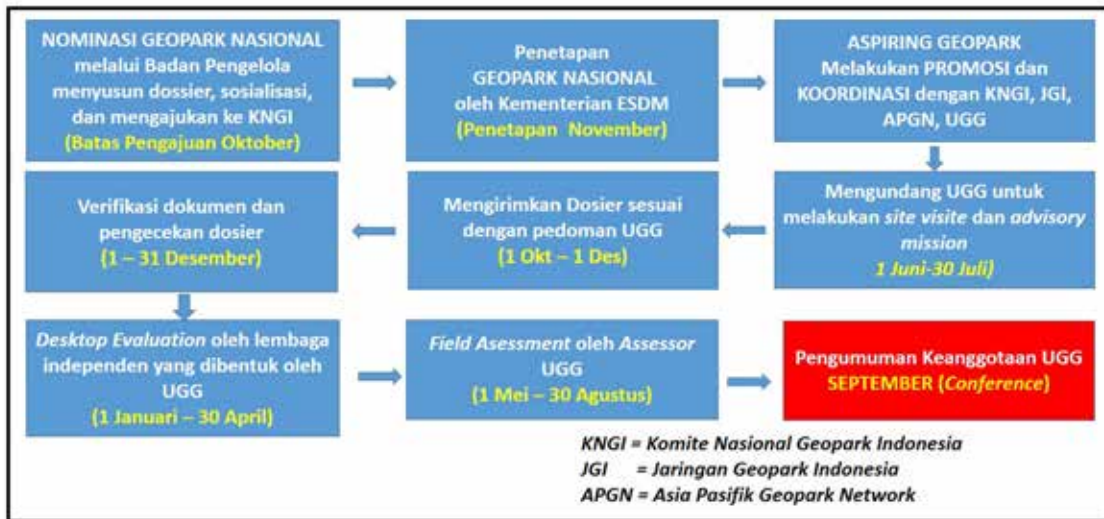 NOMINASI GEOPARK NASIONAL
melalui Badan Pengelola
menyusun dossier, sosialisasi,
dan mengajukan ke KNGI
(Batas Pengajuan Oktober)
Penetapan
GEOPARK NASIONAL
oleh Kementerian ESDM
(Penetapan November)
ASPIRING GEOPARK
Melakukan PROMOSI dan
KOORDINASI dengan KNGI, JGI,
APGN, UGG
Mengundang UGG untuk
melakukan site visite dan advisory
mission
1 Juni-30 Juli)
Mengirimkan Dosier sesuai
dengan pedoman UGG
(1 Okt – 1 Des)
Verifikasi dokumen dan
pengecekan dosier
(1 – 31 Desember)
Desktop Evaluation oleh lembaga
independen yang dibentuk oleh
UGG
(1 Januari – 30 April)
Field Asessment oleh Assessor
UGG
(1 Mei – 30 Agustus)
Pengumuman Keanggotaan UGG
SEPTEMBER (Conference)
KNGI = Komite Nasional Geopark Indonesia
JGI = Jaringan Geopark Indonesia
APGN = Asia Pasifik Geopark Network